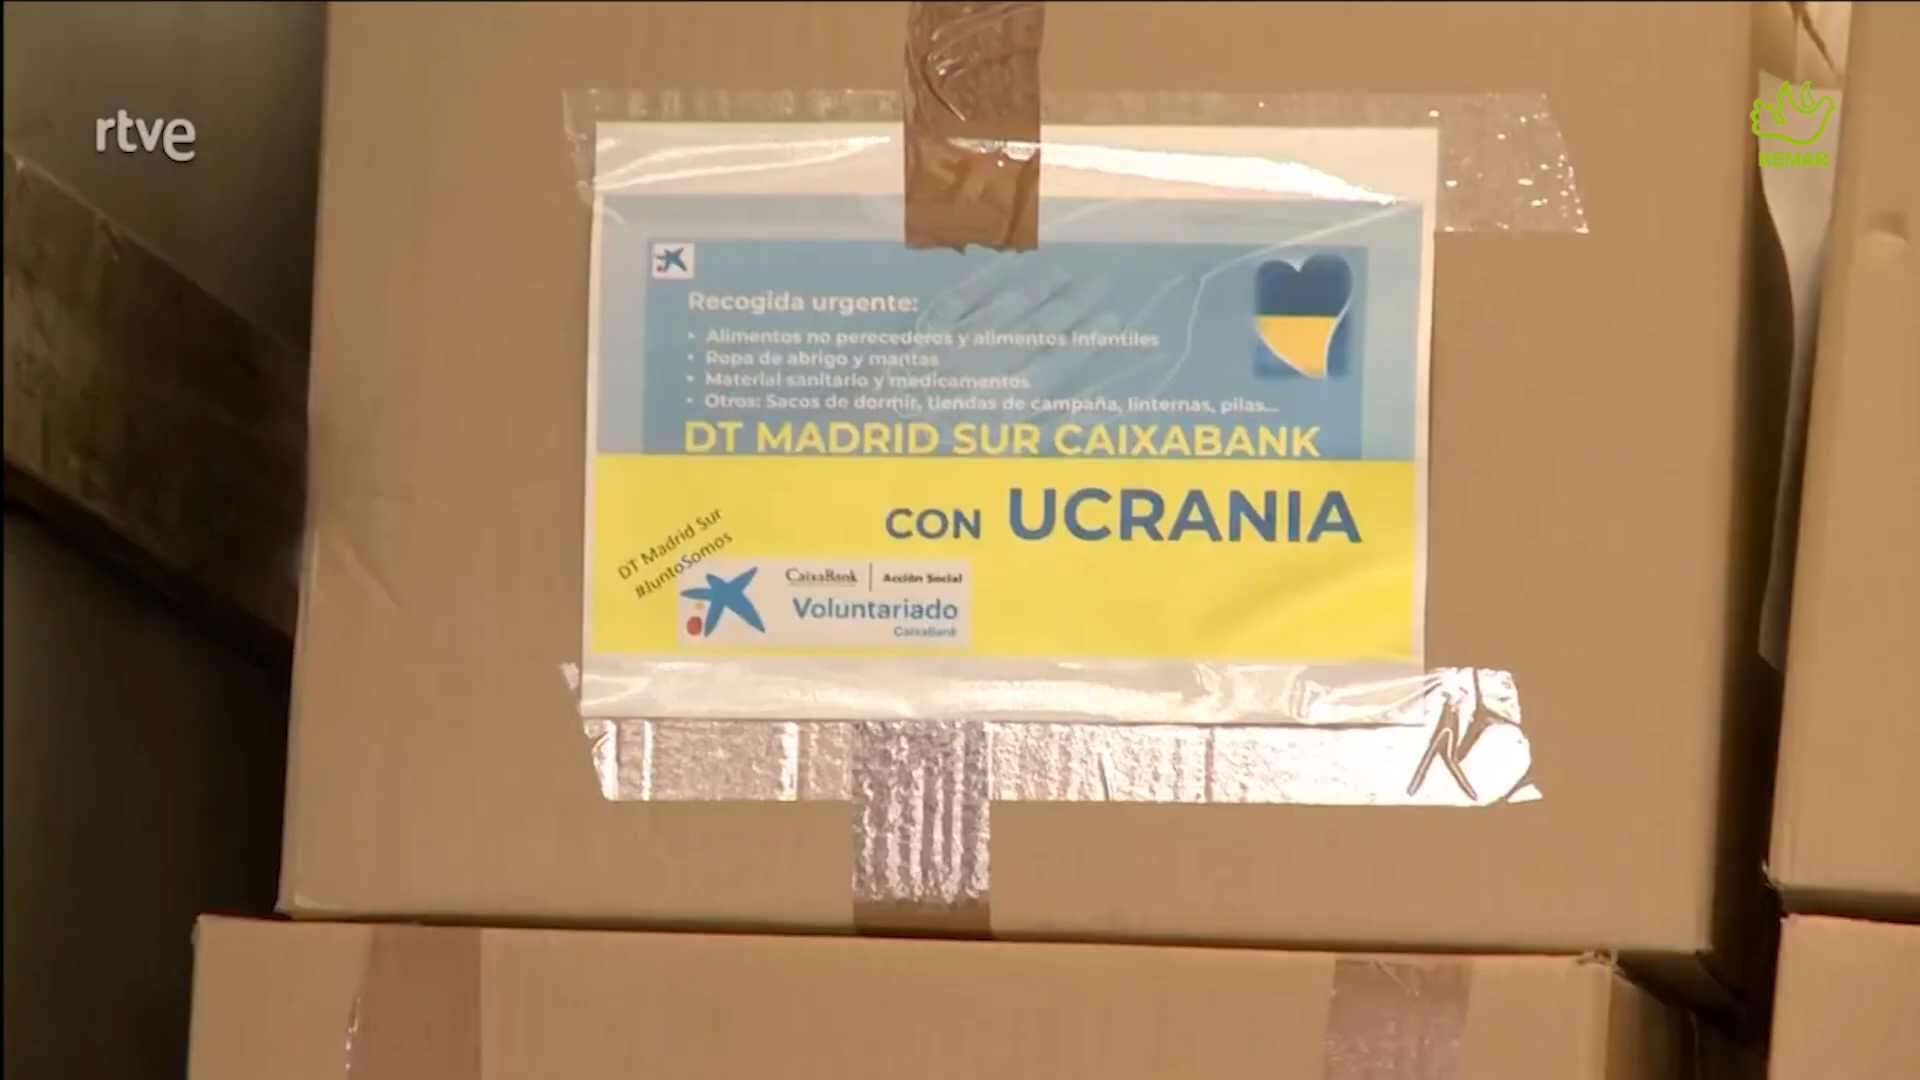 rtve
REMAR
Recogida urgente:
• Alimentos no perecederos y alimentos infantiles
• Ropa de abrigo y mantas
• Material sanitario y medicamentos
• Otros: Sacos de dormir, tiendas de campaña, linternas, pilas...
DT MADRID SUR CAIXABANK
CON UCRANIA
DT Madrid Sur
#JuntoSomos
CaixaBank | Acción Social
Voluntariado
CaixaBank